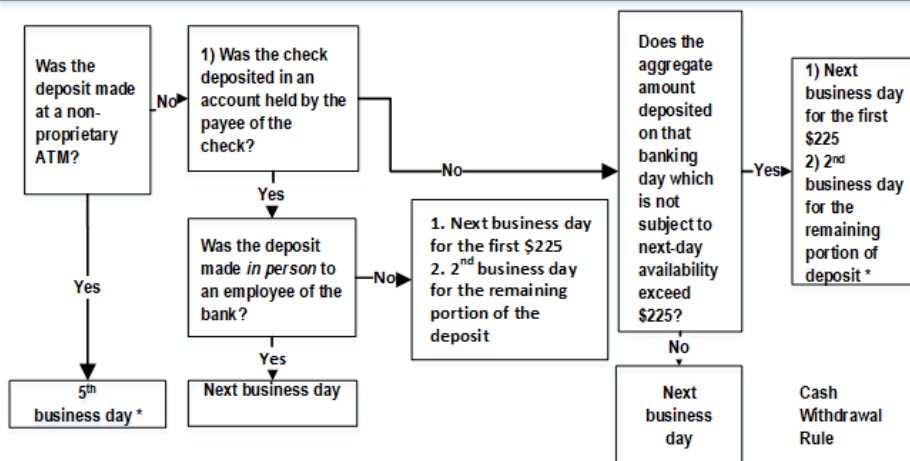 Was the
deposit made
at a non-
proprietary
ATM?
No
1) Was the check
deposited in an
account held by the
payee of the
check?
No
Does the
aggregate
amount
deposited
on that
banking
day which
is not
subject to
next-day
availability
exceed
$225?
Yes
1) Next
business day
for the first
$225
2) 2nd
business day
for the
remaining
portion of
deposit *
Yes
Was the deposit
made in person to
an employee of the
bank?
No
1. Next business day
for the first $225
2. 2nd business day
for the remaining
portion of the
deposit
Yes
5th
business day *
Yes
Next business day
No
Next
business
day
Cash
Withdrawal
Rule